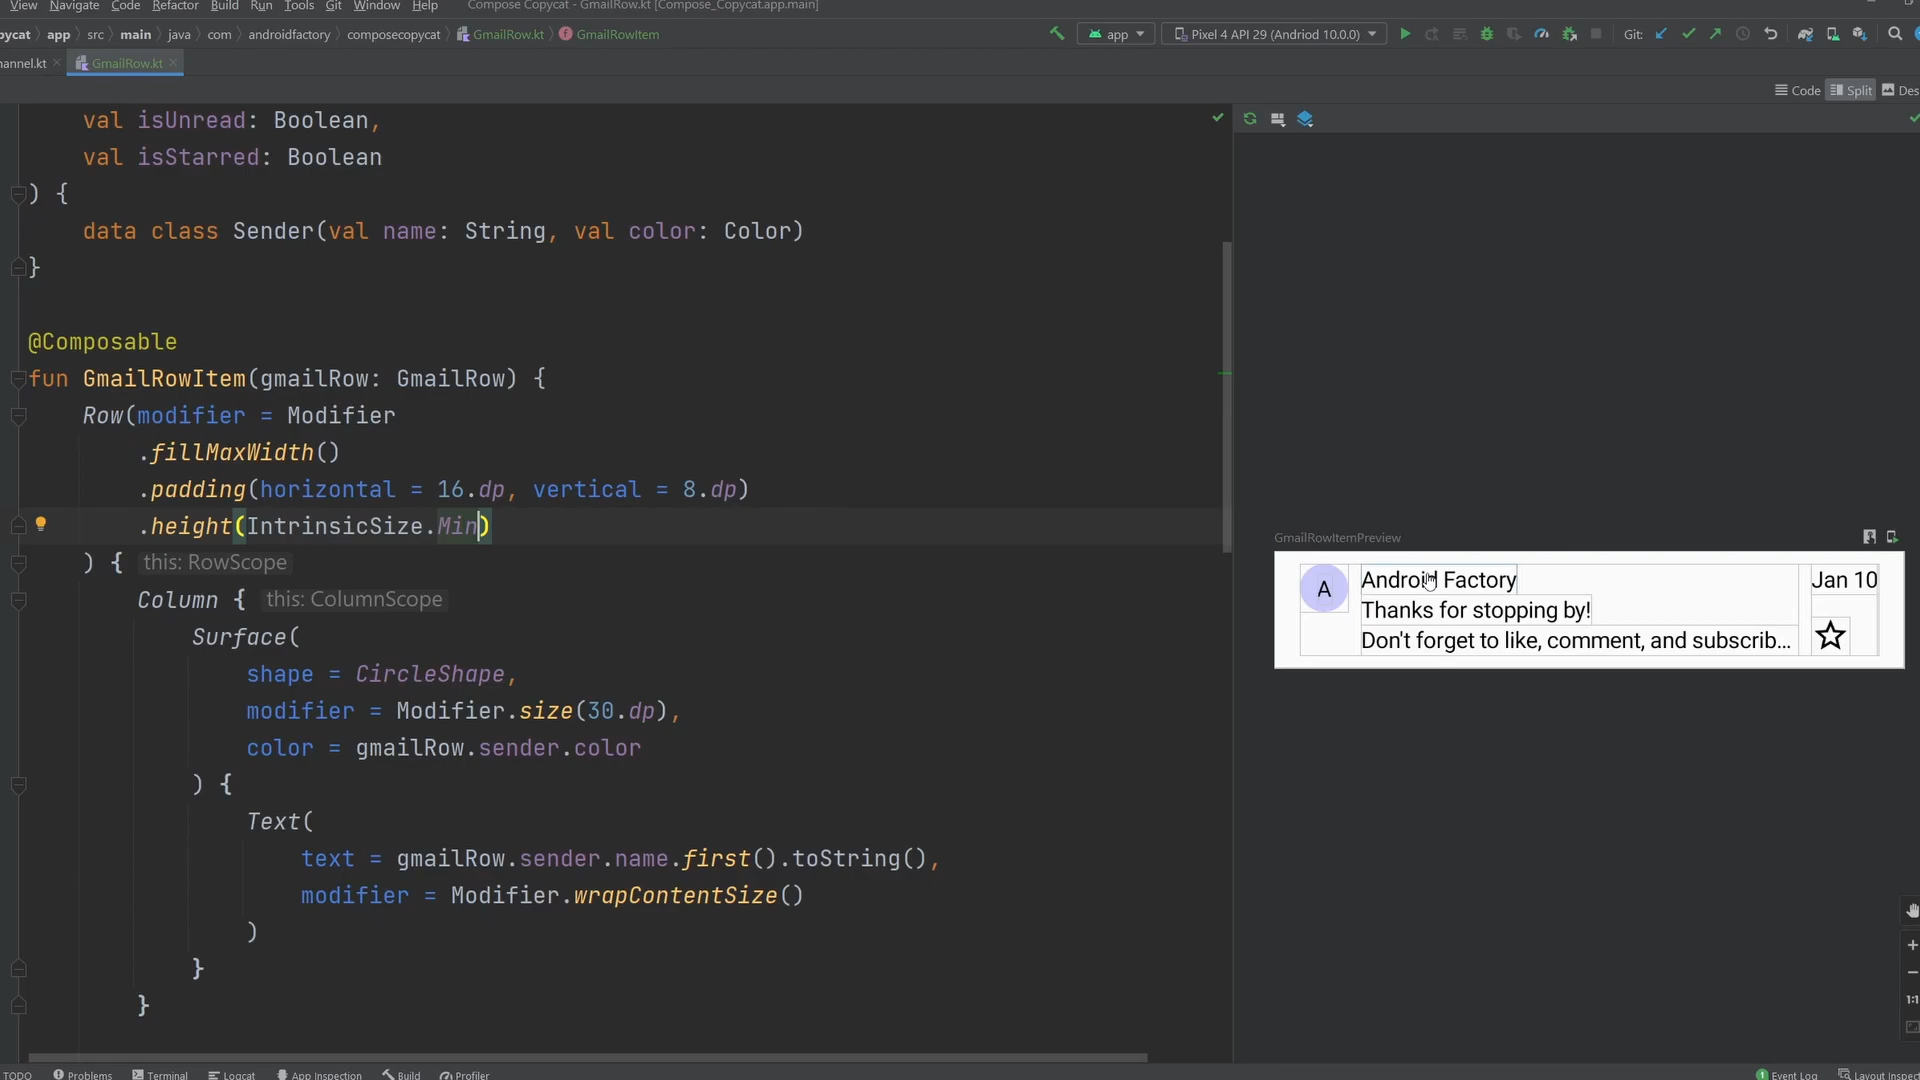 View Navigate Code Refactor Build Run Tools Git Window Help Compose Copycat - GmailRow.kt [Compose_Copycat.app.main]
pycat app src main java com androidfactory composecopycat GmailRow.kt GmailRowItem app Pixel 4 API 29 (Andriod 10.0.0) Git:
hannel.kt GmailRow.kt
Code Split Des
val isUnread: Boolean,
val isStarred: Boolean
) {
data class Sender(val name: String, val color: Color)
}
@Composable
fun GmailRowItem(gmailRow: GmailRow) {
Row(modifier = Modifier
.fillMaxWidth()
.padding(horizontal = 16.dp, vertical = 8.dp)
.height(IntrinsicSize.Min)
) { this: RowScope
Column { this: ColumnScope
Surface(
shape = CircleShape,
modifier = Modifier.size(30.dp),
color = gmailRow.sender.color
) {
Text(
text = gmailRow.sender.name.first().toString(),
modifier = Modifier.wrapContentSize()
)
}
}
GmailRowItemPreview
A
Android Factory
Jan 10
Thanks for stopping by!
Don't forget to like, comment, and subscrib...
1:1
TODO Problems Terminal Logcat App Inspection Build Profiler 1 Event Log Layout Inspect